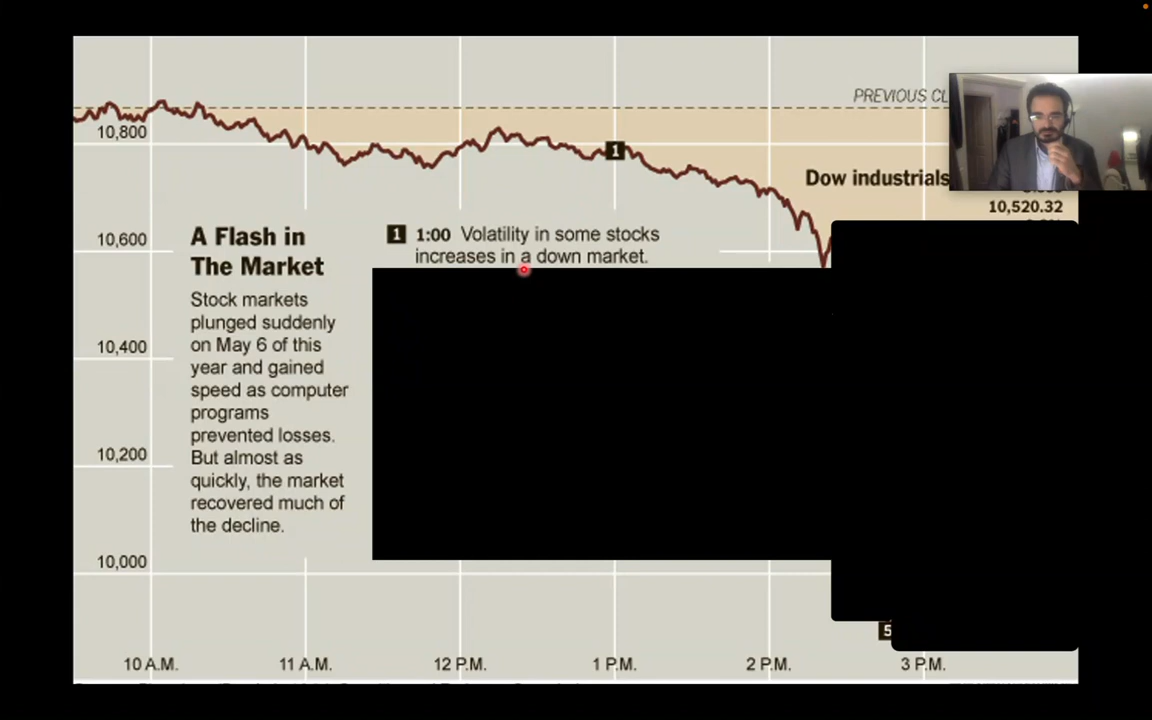 PREVIOUS
10,800
1
Dow industrials
10,520.32
10,600
A Flash in
The Market
1 1:00 Volatility in some stocks
increases in a down market.
Stock markets
plunged suddenly
on May 6 of this
year and gained
speed as computer
programs
prevented losses.
But almost as
quickly, the market
recovered much of
the decline.
10,400
10,200
10,000
5
10 A.M. 11 A.M. 12 P.M. 1 P.M. 2 P.M. 3 P.M.